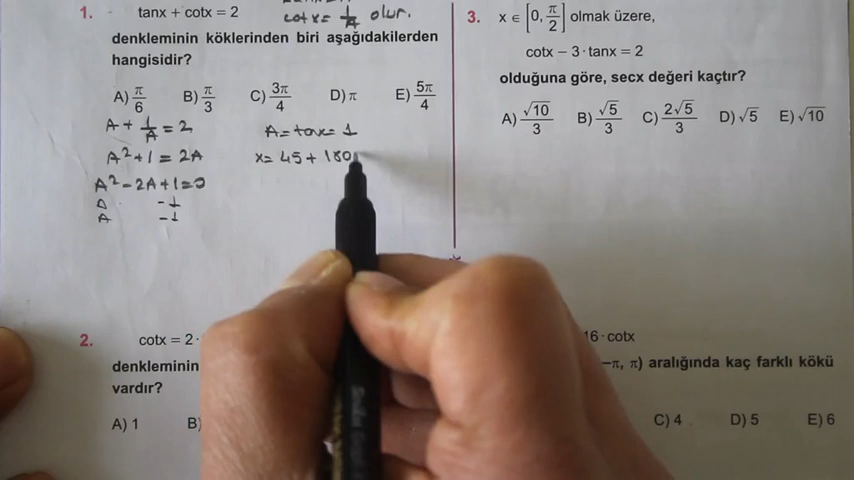 1. tanx + cotx = 2
cotx = 1/A olur.
denkleminin köklerinden biri aşağıdakilerden
hangisidir?
A) π/6 B) π/3 C) 3π/4 D) π E) 5π/4
A + 1/A = 2
A² + 1 = 2A
A² - 2A + 1 = 0
A -1
A -1
A = tax = 1
x = 45 + 180
2. cotx = 2·
denkleminin
vardır?
A) 1 B)
3. x ∈ [0, π/2] olmak üzere,
cotx – 3·tanx = 2
olduğuna göre, secx değeri kaçtır?
A) √10/3 B) √5/3 C) 2√5/3 D) √5 E) √10
16·cotx
–π, π) aralığında kaç farklı kökü
C) 4 D) 5 E) 6